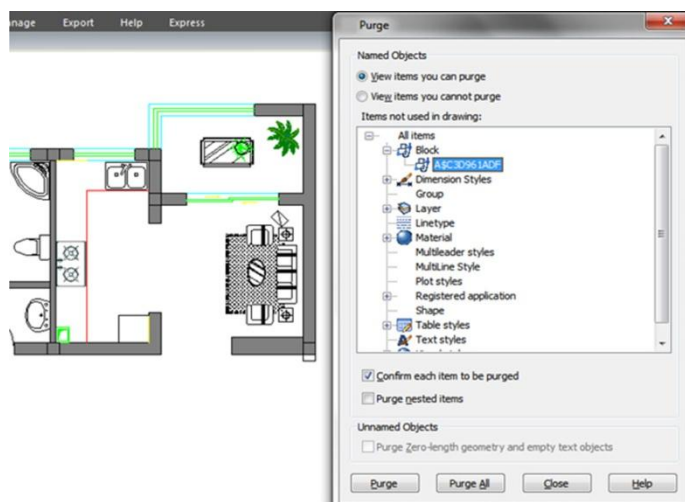 Export Help Express
Purge
Named Objects
View items you can purge
View items you cannot purge
Items not used in drawing:
All items
Block
A$C3D961ADF
Dimension Styles
Group
Layer
Linetype
Material
Multileader styles
MultiLine Style
Plot styles
Registered application
Shape
Table styles
Text styles
Confirm each item to be purged
Purge nested items
Unnamed Objects
Purge Zero-length geometry and empty text objects
Purge Purge All Close Help